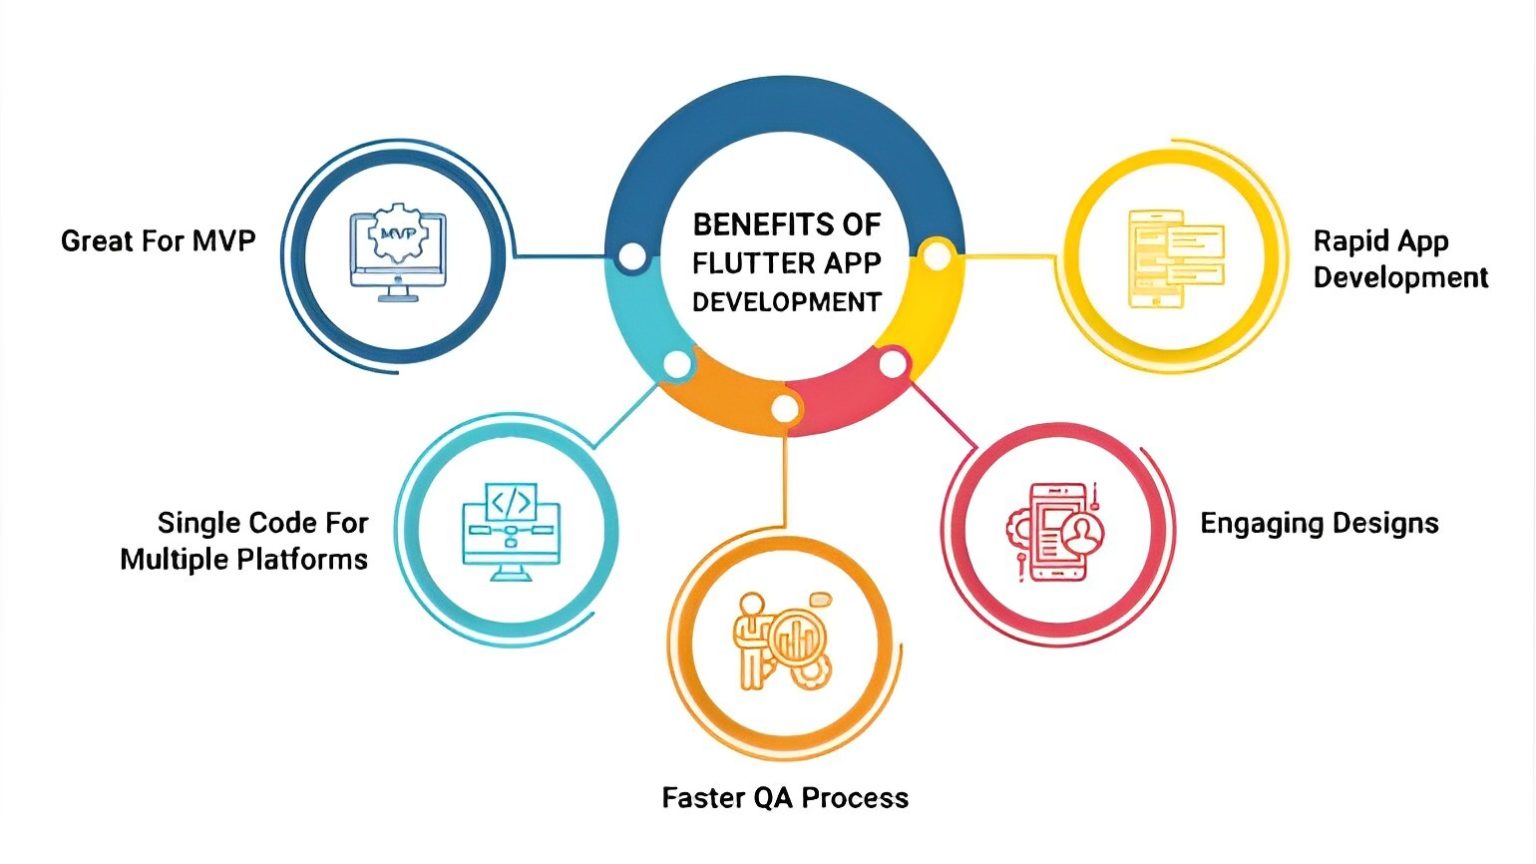 BENEFITS OF
FLUTTER APP
DEVELOPMENT
Great For MVP
MVP
Rapid App
Development
Single Code For
Multiple Platforms
</>
Engaging Designs
Faster QA Process